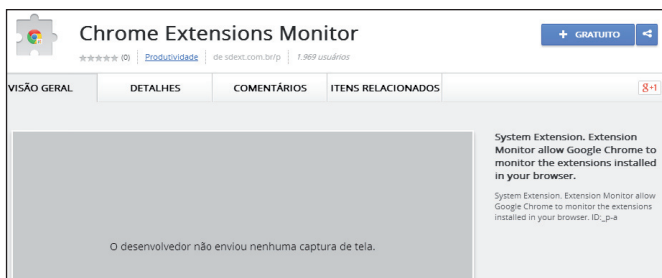 Chrome Extensions Monitor
+ GRATUITO
(0) Produtividade de sdext.com.br/p 1.969 usuários
VISÃO GERAL DETALHES COMENTÁRIOS ITENS RELACIONADOS
g+1
System Extension. Extension
Monitor allow Google Chrome to
monitor the extensions installed
in your browser.
System Extension. Extension Monitor allow
Google Chrome to monitor the extensions
installed in your browser. ID:_p-a
O desenvolvedor não enviou nenhuma captura de tela.